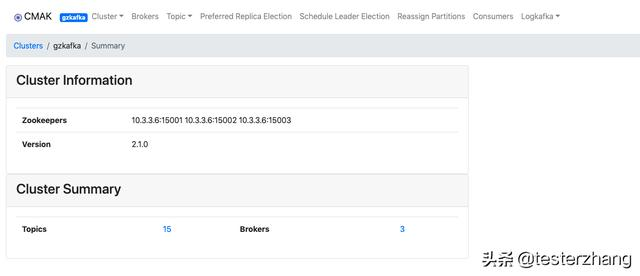 CMAK gzkafka Cluster Brokers Topic Preferred Replica Election Schedule Leader Election Reassign Partitions Consumers Logkafka
Clusters / gzkafka / Summary
Cluster Information
Zookeepers 10.3.3.6:15001 10.3.3.6:15002 10.3.3.6:15003
Version 2.1.0
Cluster Summary
Topics 15 Brokers 3
头条 @testerzhang